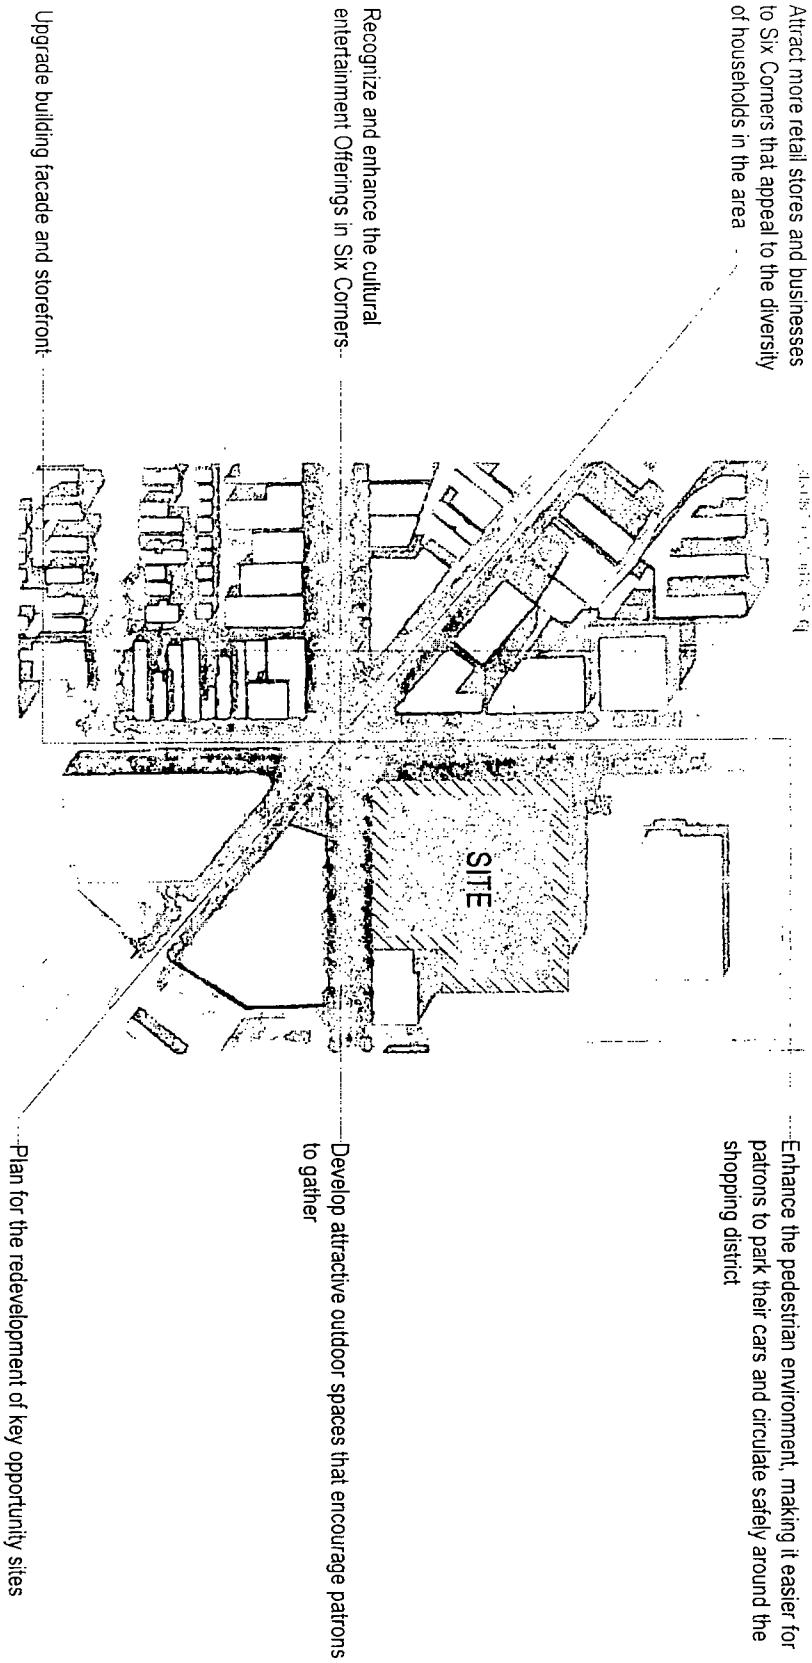 Attract more retail stores and businesses
to Six Corners that appeal to the diversity
of households in the area
Recognize and enhance the cultural
entertainment Offerings in Six Corners
Upgrade building facade and storefront
SITE
Enhance the pedestrian environment, making it easier for
patrons to park their cars and circulate safely around the
shopping district
Develop attractive outdoor spaces that encourage patrons
to gather
Plan for the redevelopment of key opportunity sites